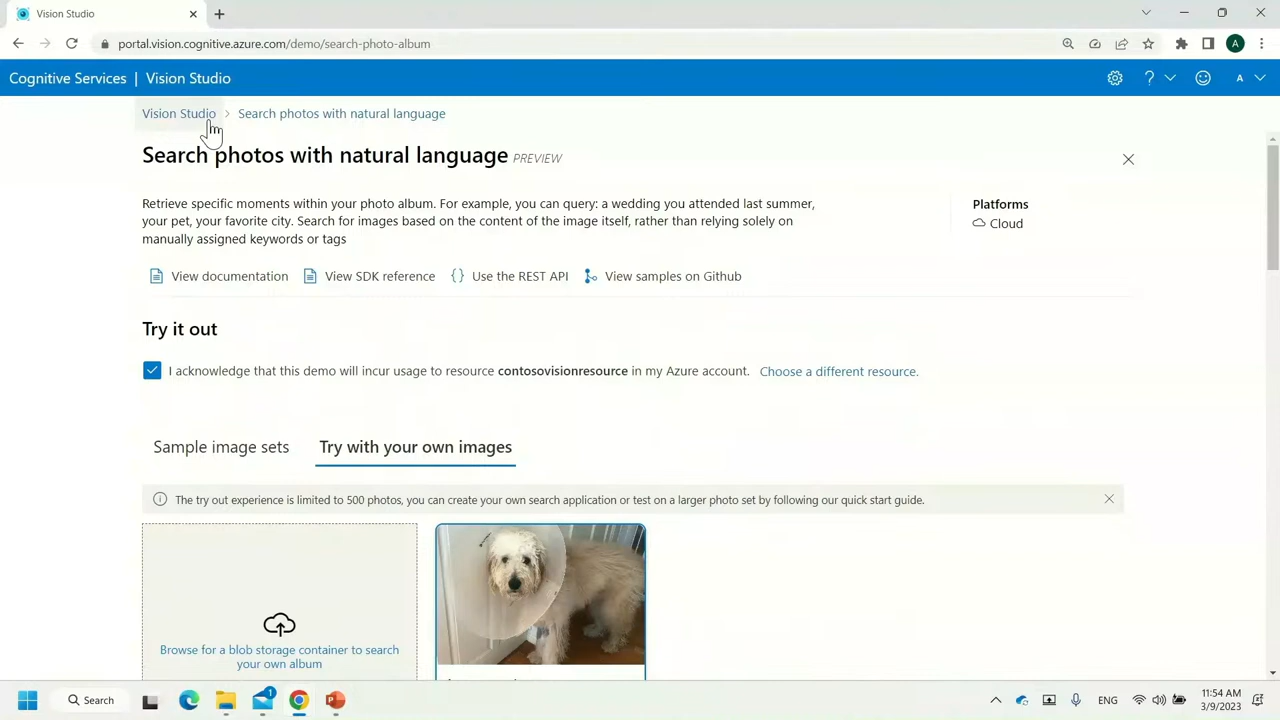 Vision Studio
portal.vision.cognitive.azure.com/demo/search-photo-album
A
Cognitive Services | Vision Studio
A
Vision Studio > Search photos with natural language
Search photos with natural language PREVIEW
Retrieve specific moments within your photo album. For example, you can query: a wedding you attended last summer,
your pet, your favorite city. Search for images based on the content of the image itself, rather than relying solely on
manually assigned keywords or tags
Platforms
Cloud
View documentation
View SDK reference
Use the REST API
View samples on Github
Try it out
I acknowledge that this demo will incur usage to resource contosovisionresource in my Azure account. Choose a different resource.
Sample image sets
Try with your own images
The try out experience is limited to 500 photos, you can create your own search application or test on a larger photo set by following our quick start guide.
Browse for a blob storage container to search
your own album
Search
1
ENG
11:54 AM
3/9/2023